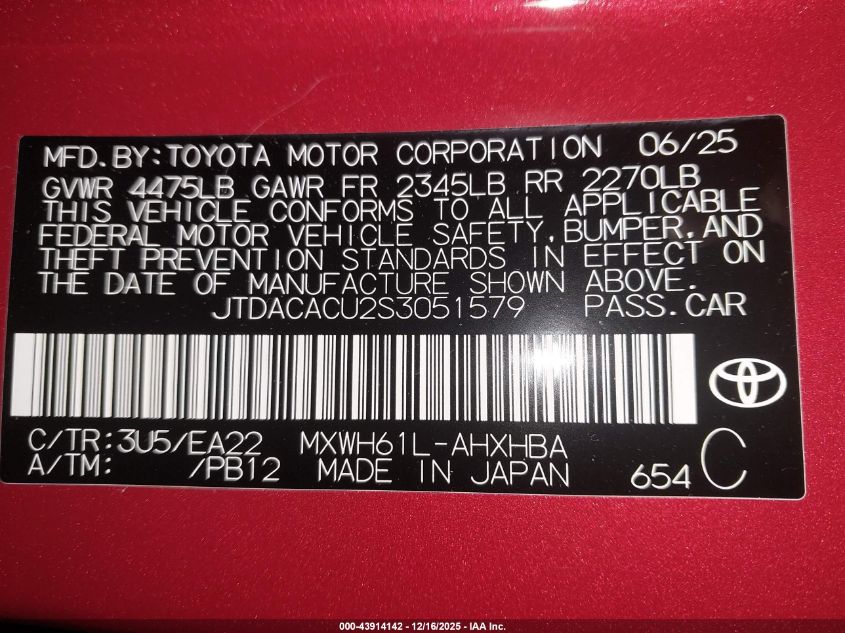 MFD.BY:TOYOTA MOTOR CORPORATION 06/25
GVWR 4475LB GAWR FR 2345LB RR 2270LB
THIS VEHICLE CONFORMS TO ALL APPLICABLE
FEDERAL MOTOR VEHICLE SAFETY,BUMPER,AND
THEFT PREVENTION STANDARDS IN EFFECT ON
THE DATE OF MANUFACTURE SHOWN ABOVE.
JTDACACU2S3051579 PASS.CAR
C/TR:3U5/EA22 MXWH61L-AHXHBA
A/TM: /PB12 MADE IN JAPAN 654 C
000-43914142 - 12/16/2025 - IAA Inc.